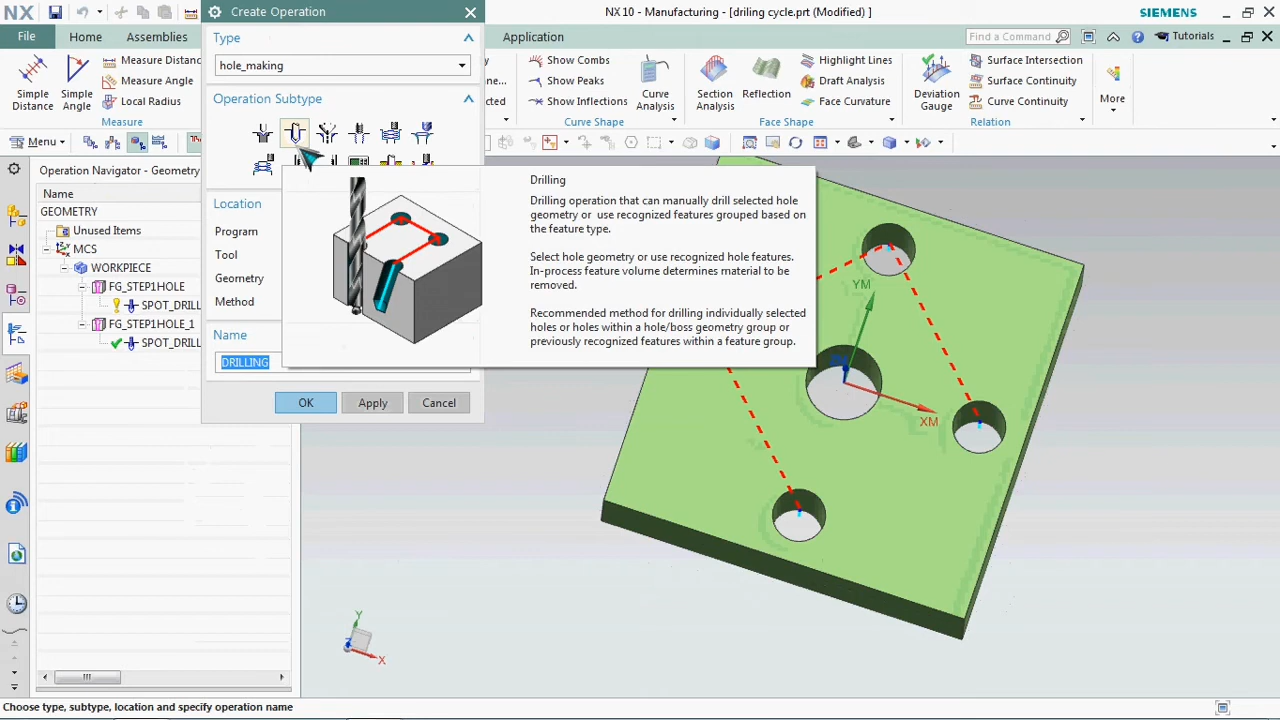 NX
Create Operation
NX 10 - Manufacturing - [driling cycle.prt (Modified) ]
SIEMENS
File
Home
Assemblies
Application
Find a Command
Tutorials
Type
hole_making
Operation Subtype
Simple Distance
Simple Angle
Measure Distance
Measure Angle
Local Radius
Measure
Show Combs
Show Peaks
Show Inflections
Curve Analysis
Curve Shape
Section Analysis
Reflection
Highlight Lines
Draft Analysis
Face Curvature
Face Shape
Deviation Gauge
Surface Intersection
Surface Continuity
Curve Continuity
Relation
More
Menu
Operation Navigator - Geometry
Name
GEOMETRY
Unused Items
MCS
WORKPIECE
FG_STEP1HOLE
SPOT_DRILL
FG_STEP1HOLE_1
SPOT_DRILL
Location
Program
Tool
Geometry
Method
Name
DRILLING
OK
Apply
Cancel
Drilling
Drilling operation that can manually drill selected hole
geometry or use recognized features grouped based on
the feature type.
Select hole geometry or use recognized hole features.
In-process feature volume determines material to be
removed.
Recommended method for drilling individually selected
holes or holes within a hole/boss geometry group or
previously recognized features within a feature group.
YM
XM
Y
Z
X
Choose type, subtype, location and specify operation name